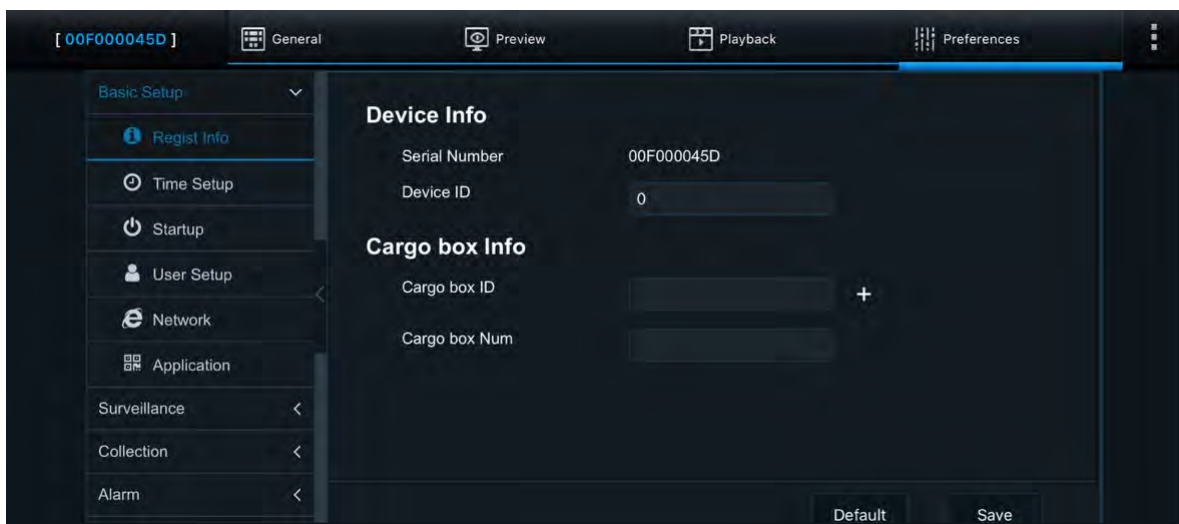 [ 00F000045D ] General Preview Playback Preferences
Basic Setup
Regist Info
Time Setup
Startup
User Setup
Network
Application
Surveillance
Collection
Alarm
Device Info
Serial Number 00F000045D
Device ID 0
Cargo box Info
Cargo box ID +
Cargo box Num
Default Save